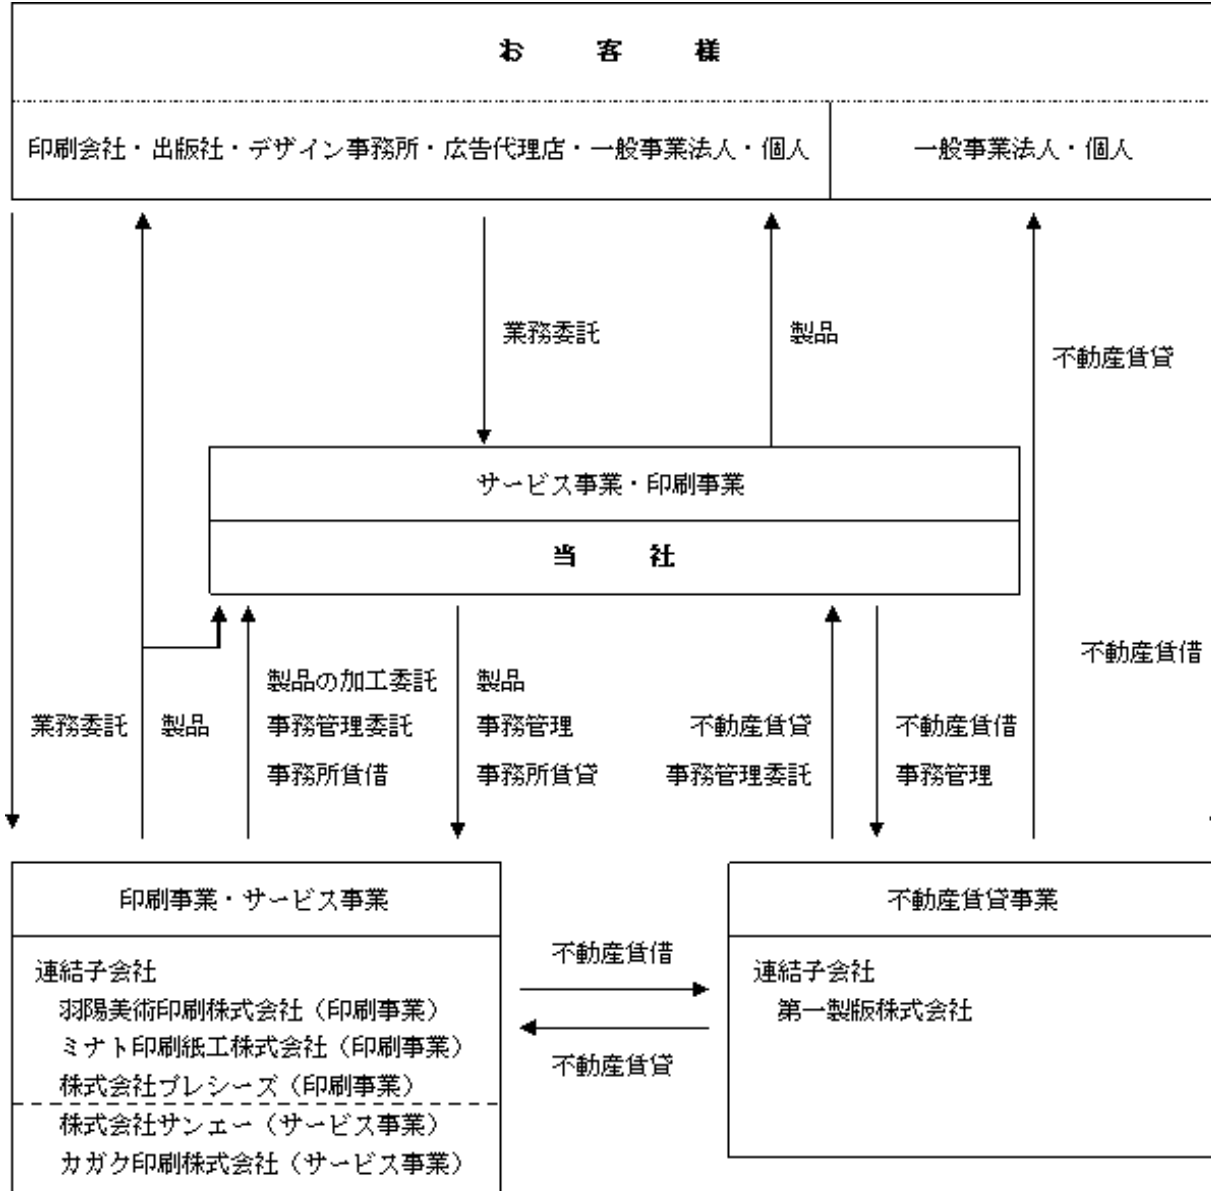 お客様
印刷会社・出版社・デザイン事務所・広告代理店・一般事業法人・個人
一般事業法人・個人
業務委託
製品
不動産賃貸
サービス事業・印刷事業
当社
不動産賃借
業務委託
製品
製品の加工委託
事務管理委託
事務所賃借
製品
事務管理
事務所賃貸
不動産賃貸
事務管理委託
不動産賃借
事務管理
印刷事業・サービス事業
連結子会社
羽陽美術印刷株式会社（印刷事業）
ミナト印刷紙工株式会社（印刷事業）
株式会社プレシーズ（印刷事業）
株式会社サンエー（サービス事業）
カガク印刷株式会社（サービス事業）
不動産賃借
不動産賃貸
不動産賃貸事業
連結子会社
第一製版株式会社